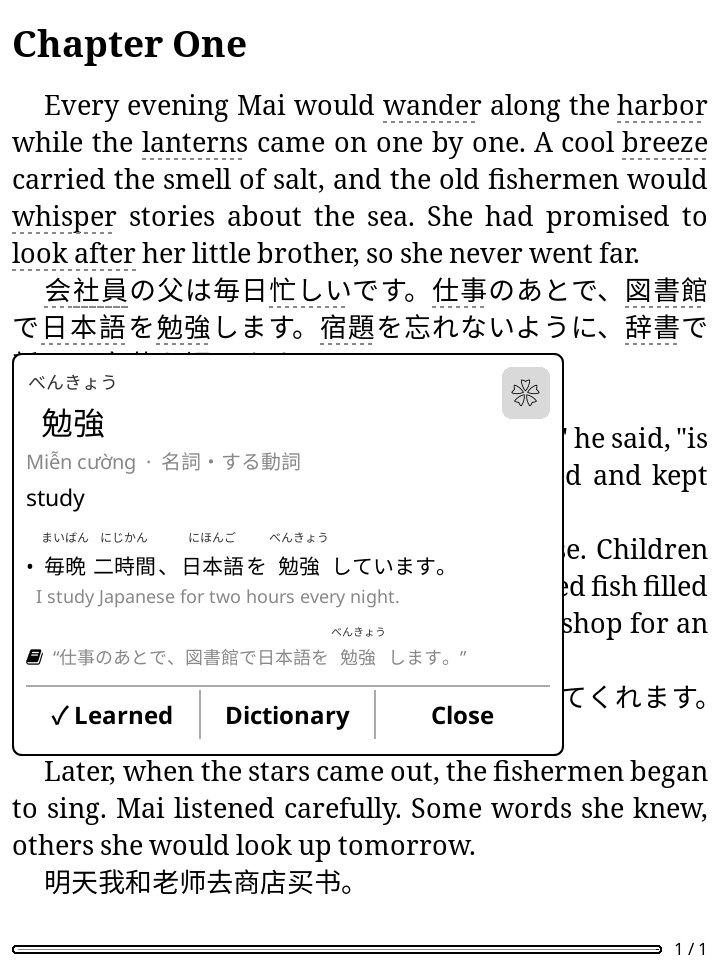 Chapter One
Every evening Mai would wander along the harbor
while the lanterns came on one by one. A cool breeze
carried the smell of salt, and the old fishermen would
whisper stories about the sea. She had promised to
look after her little brother, so she never went far.
会社員の父は毎日忙しいです。仕事のあとで、図書館
で日本語を勉強します。宿題を忘れないように、辞書で
べんきょう
勉強
Miễn cường · 名詞・する動詞
study
まいばん にじかん にほんご べんきょう
• 毎晩 二時間、日本語を 勉強 しています。
I study Japanese for two hours every night.
べんきょう
“仕事のあとで、図書館で日本語を 勉強 します。”
✓ Learned Dictionary Close
he said, "is
and kept
Children
fish filled
shop for an
てくれます。
Later, when the stars came out, the fishermen began
to sing. Mai listened carefully. Some words she knew,
others she would look up tomorrow.
明天我和老师去商店买书。
1 / 1